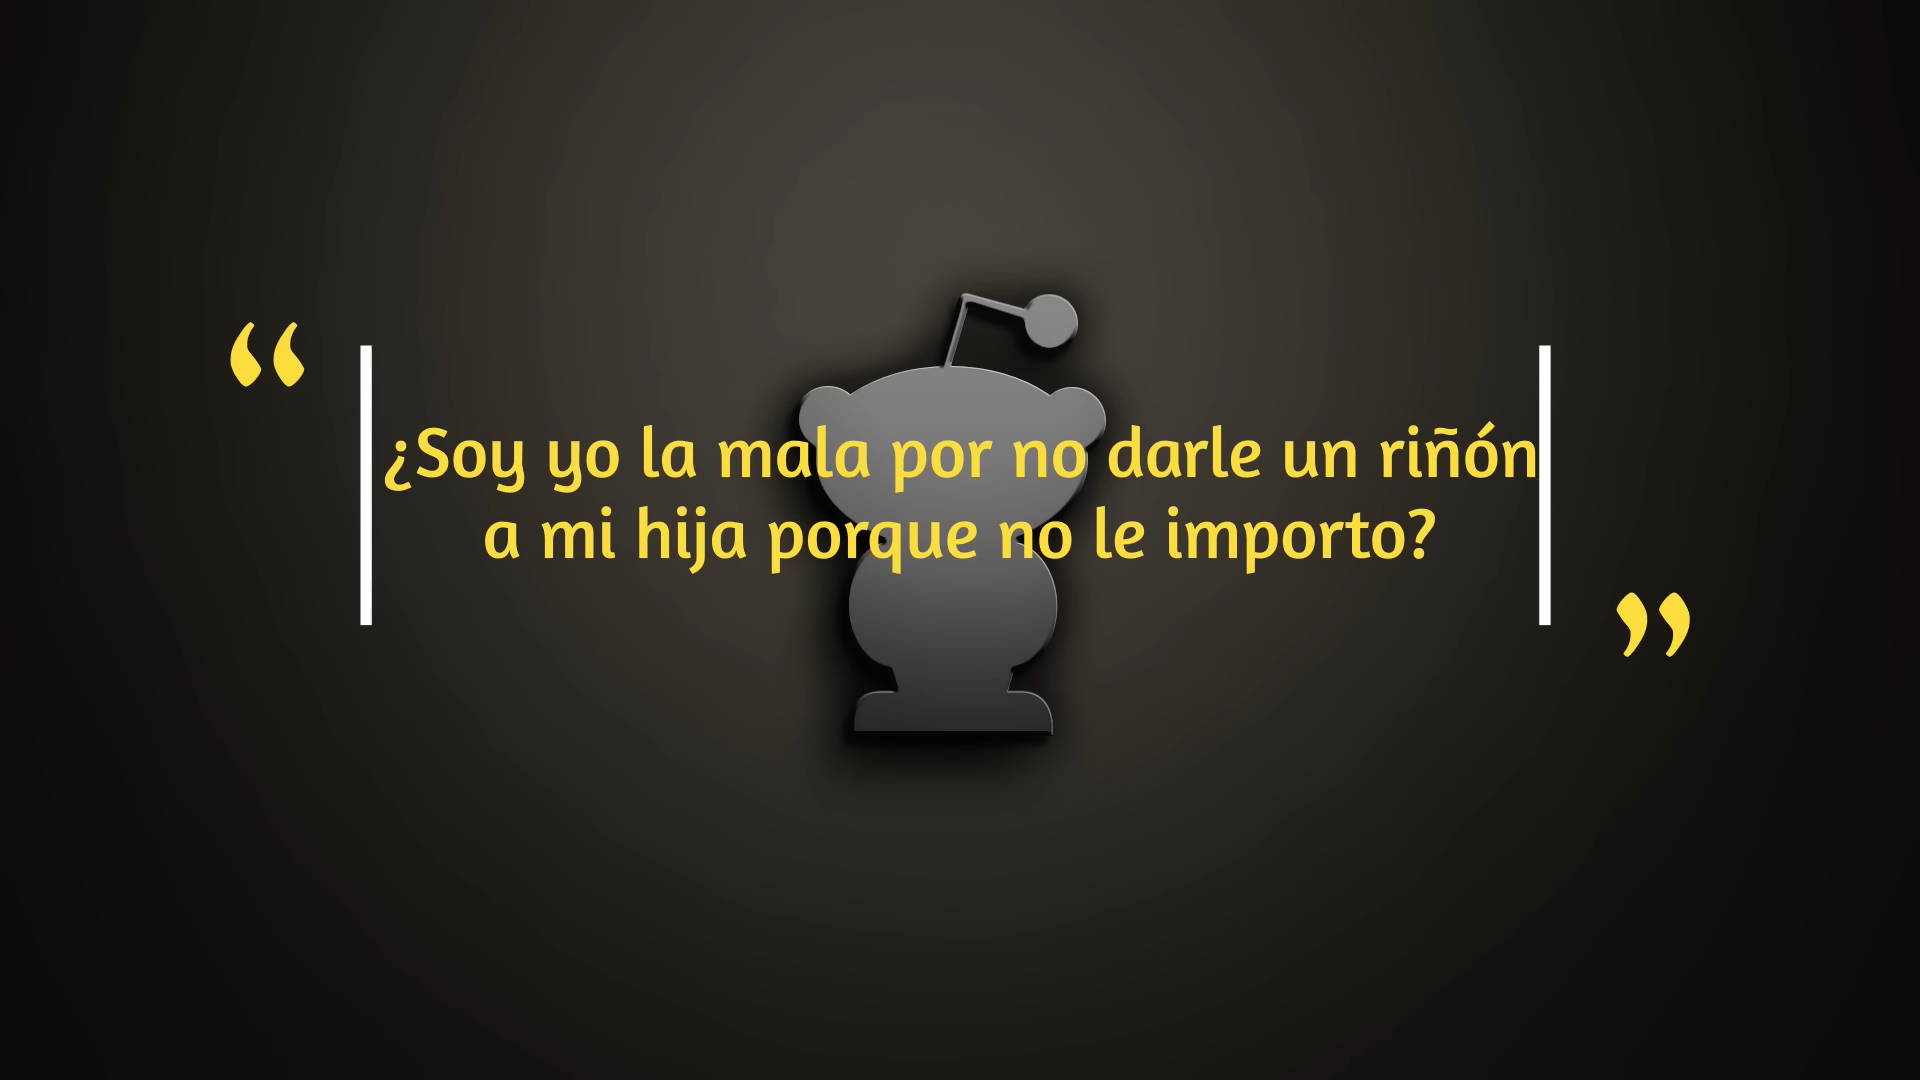 “
¿Soy yo la mala por no darle un riñón
a mi hija porque no le importo?
”